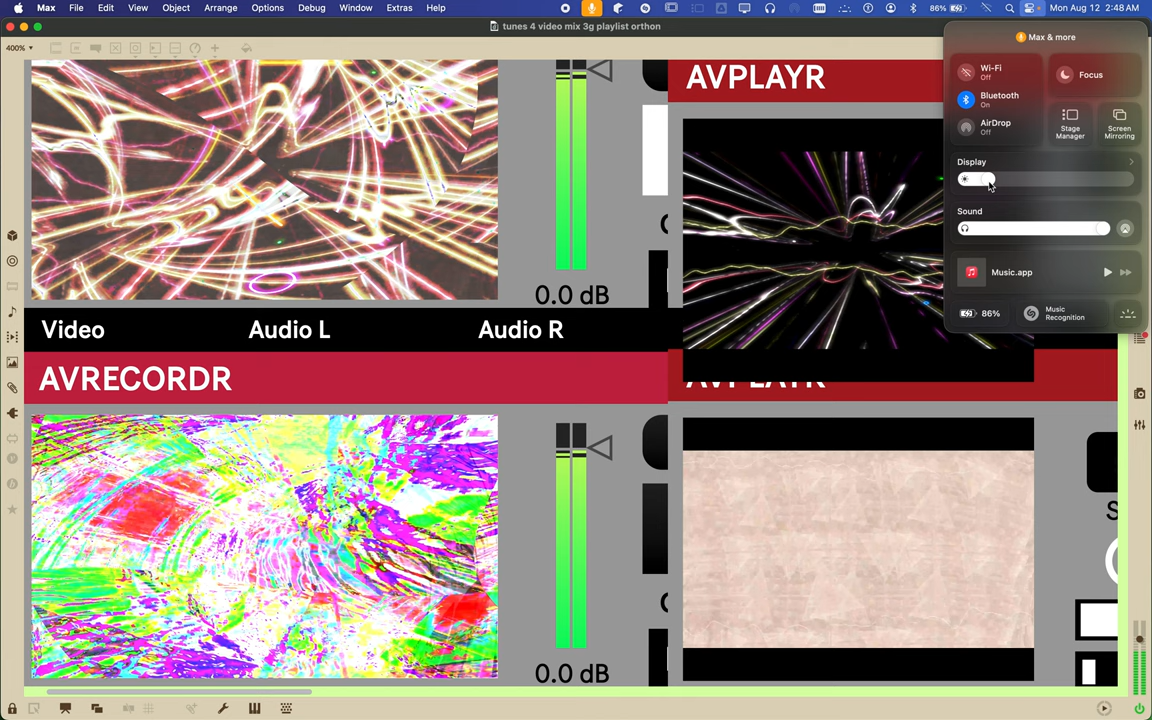 Max File Edit View Object Arrange Options Debug Window Extras Help 86% Mon Aug 12 2:48 AM
tunes 4 video mix 3g playlist orthon
400%
Max & more
Wi-Fi
Off
Focus
Bluetooth
On
AirDrop
Off
Stage
Manager
Screen
Mirroring
Display
Sound
Music.app
86%
Music
Recognition
AVPLAYR
0.0 dB
Video Audio L Audio R
AVRECORDR
AVPLAYR
0.0 dB